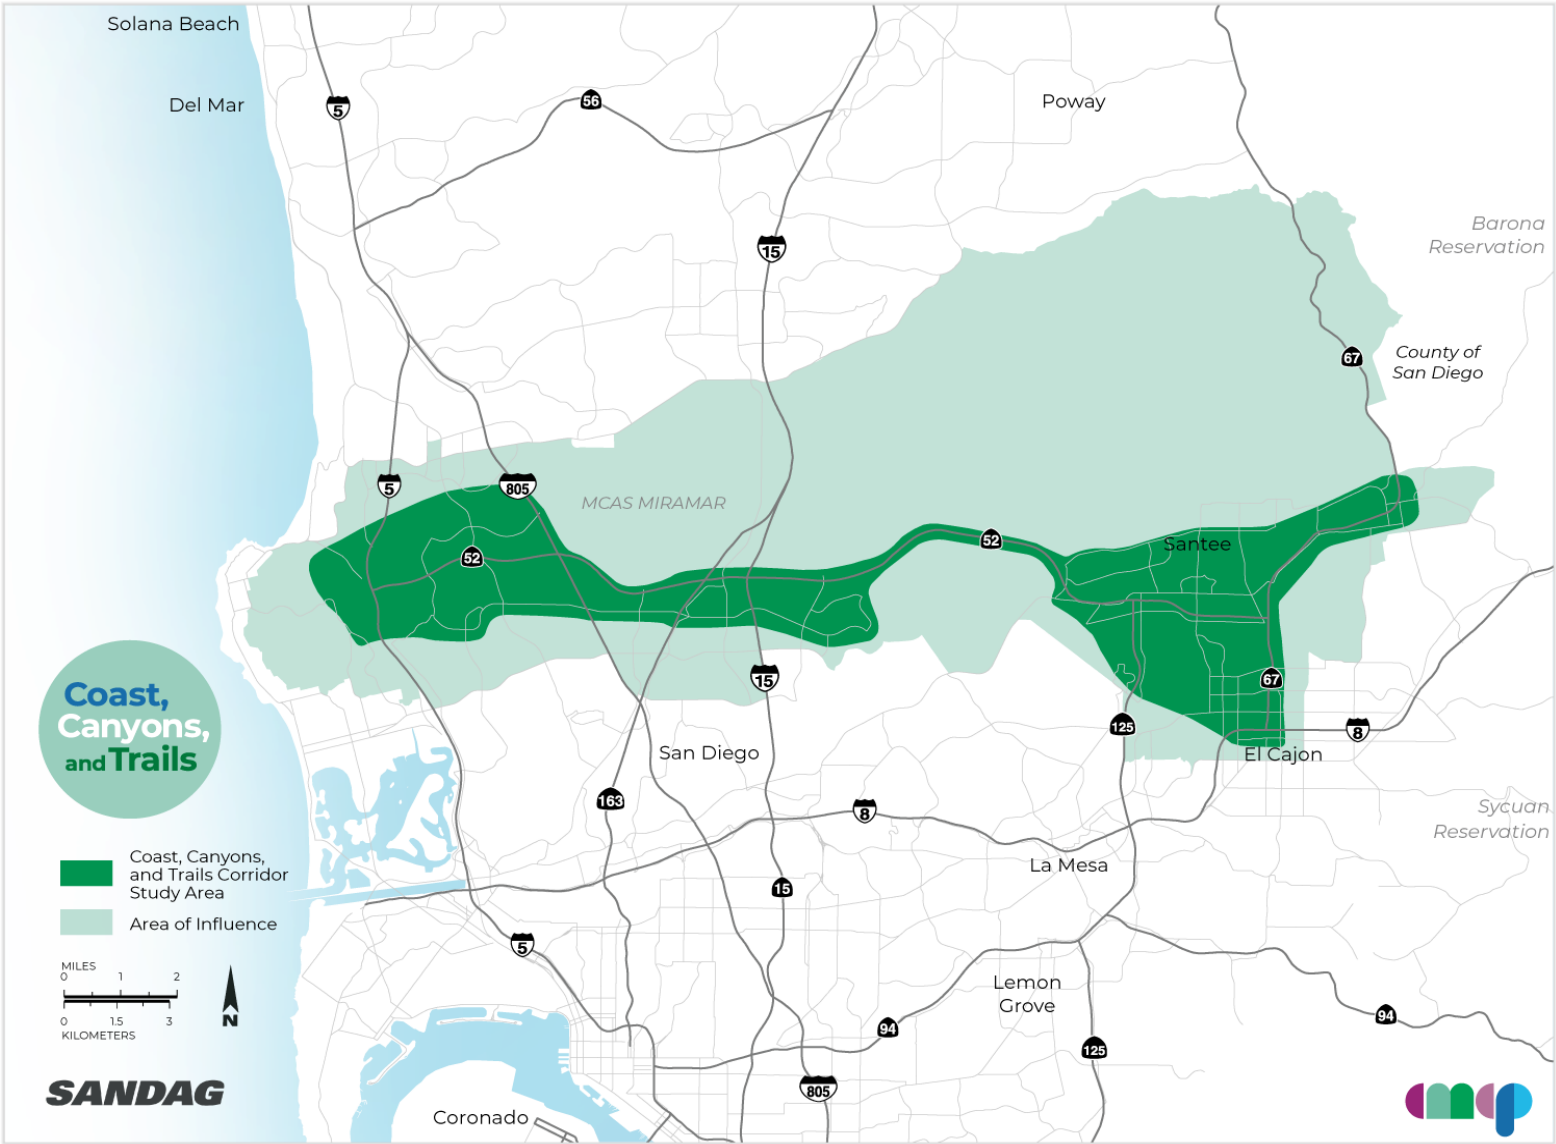 Solana Beach
Del Mar
5
56
Poway
15
Barona
Reservation
67
County of
San Diego
5
805
MCAS MIRAMAR
52
52
Santee
15
67
125
8
El Cajon
San Diego
163
8
La Mesa
Sycuan
Reservation
15
5
Lemon
Grove
94
94
125
805
Coronado
Coast,
Canyons,
and Trails
Coast, Canyons,
and Trails Corridor
Study Area
Area of Influence
MILES
0 1 2
0 1.5 3
KILOMETERS
N
SANDAG
cmcp